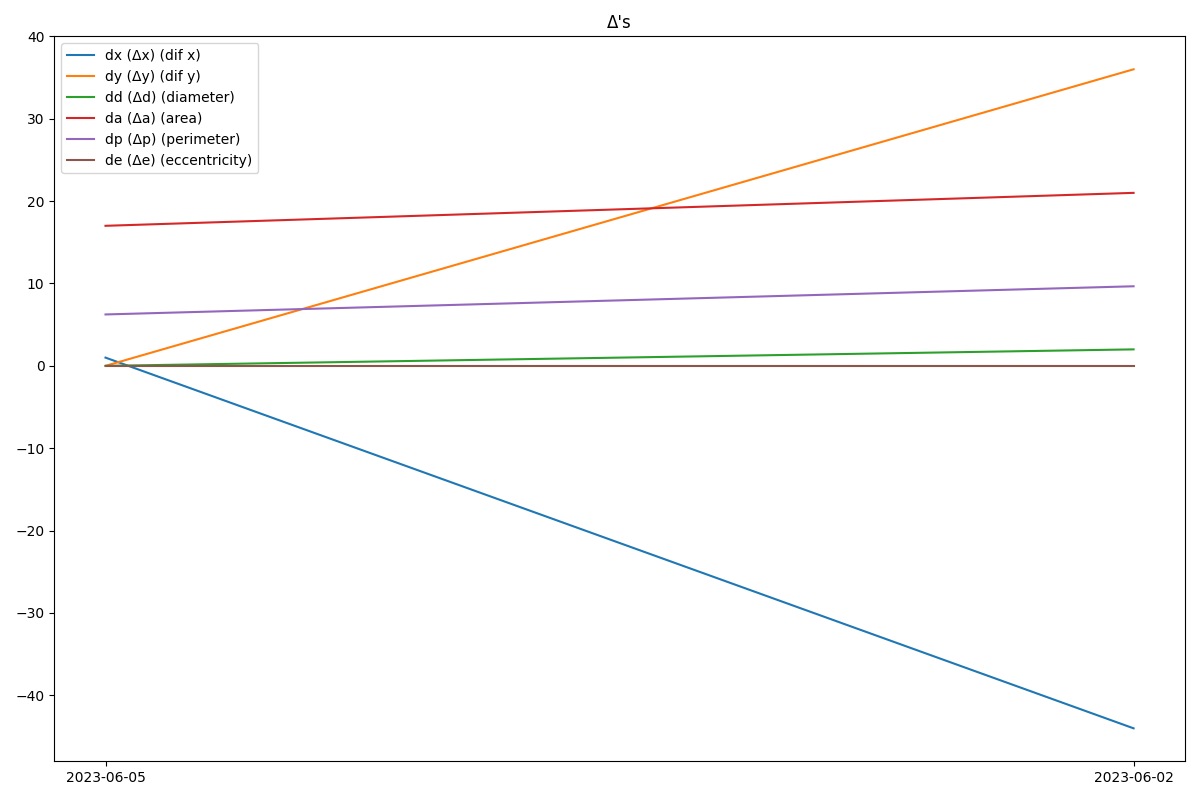 Δ's
dx (Δx) (dif x)
dy (Δy) (dif y)
dd (Δd) (diameter)
da (Δa) (area)
dp (Δp) (perimeter)
de (Δe) (eccentricity)
40
30
20
10
0
−10
−20
−30
−40
2023-06-05
2023-06-02